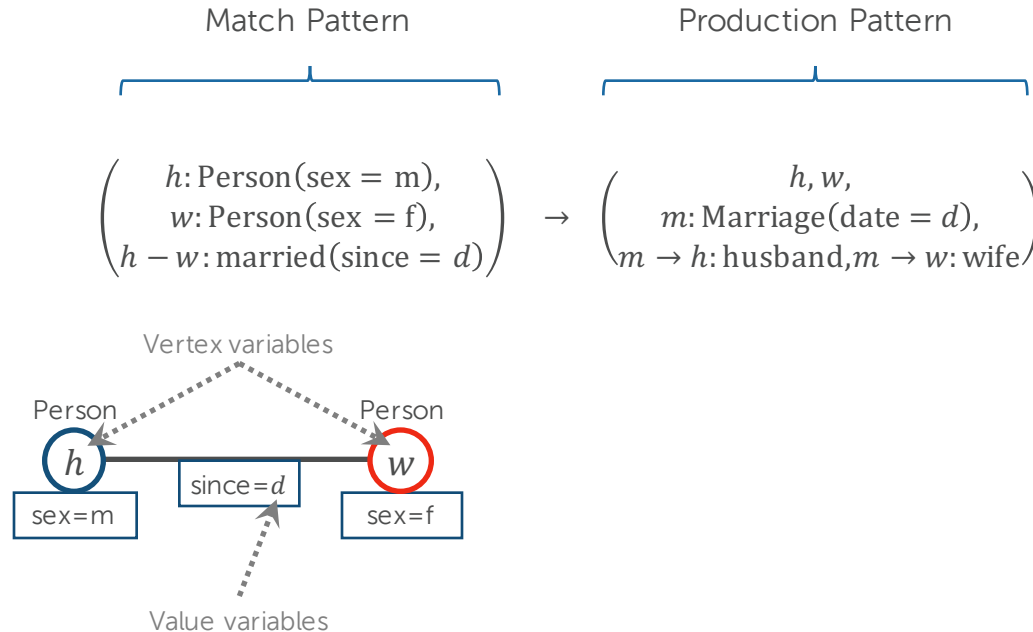 Match Pattern Production Pattern
h: Person(sex = m), h, w,
w: Person(sex = f), → m: Marriage(date = d),
h − w: married(since = d) m → h: husband,m → w: wife
Vertex variables
Person Person
h w
since=d
sex=m sex=f
Value variables